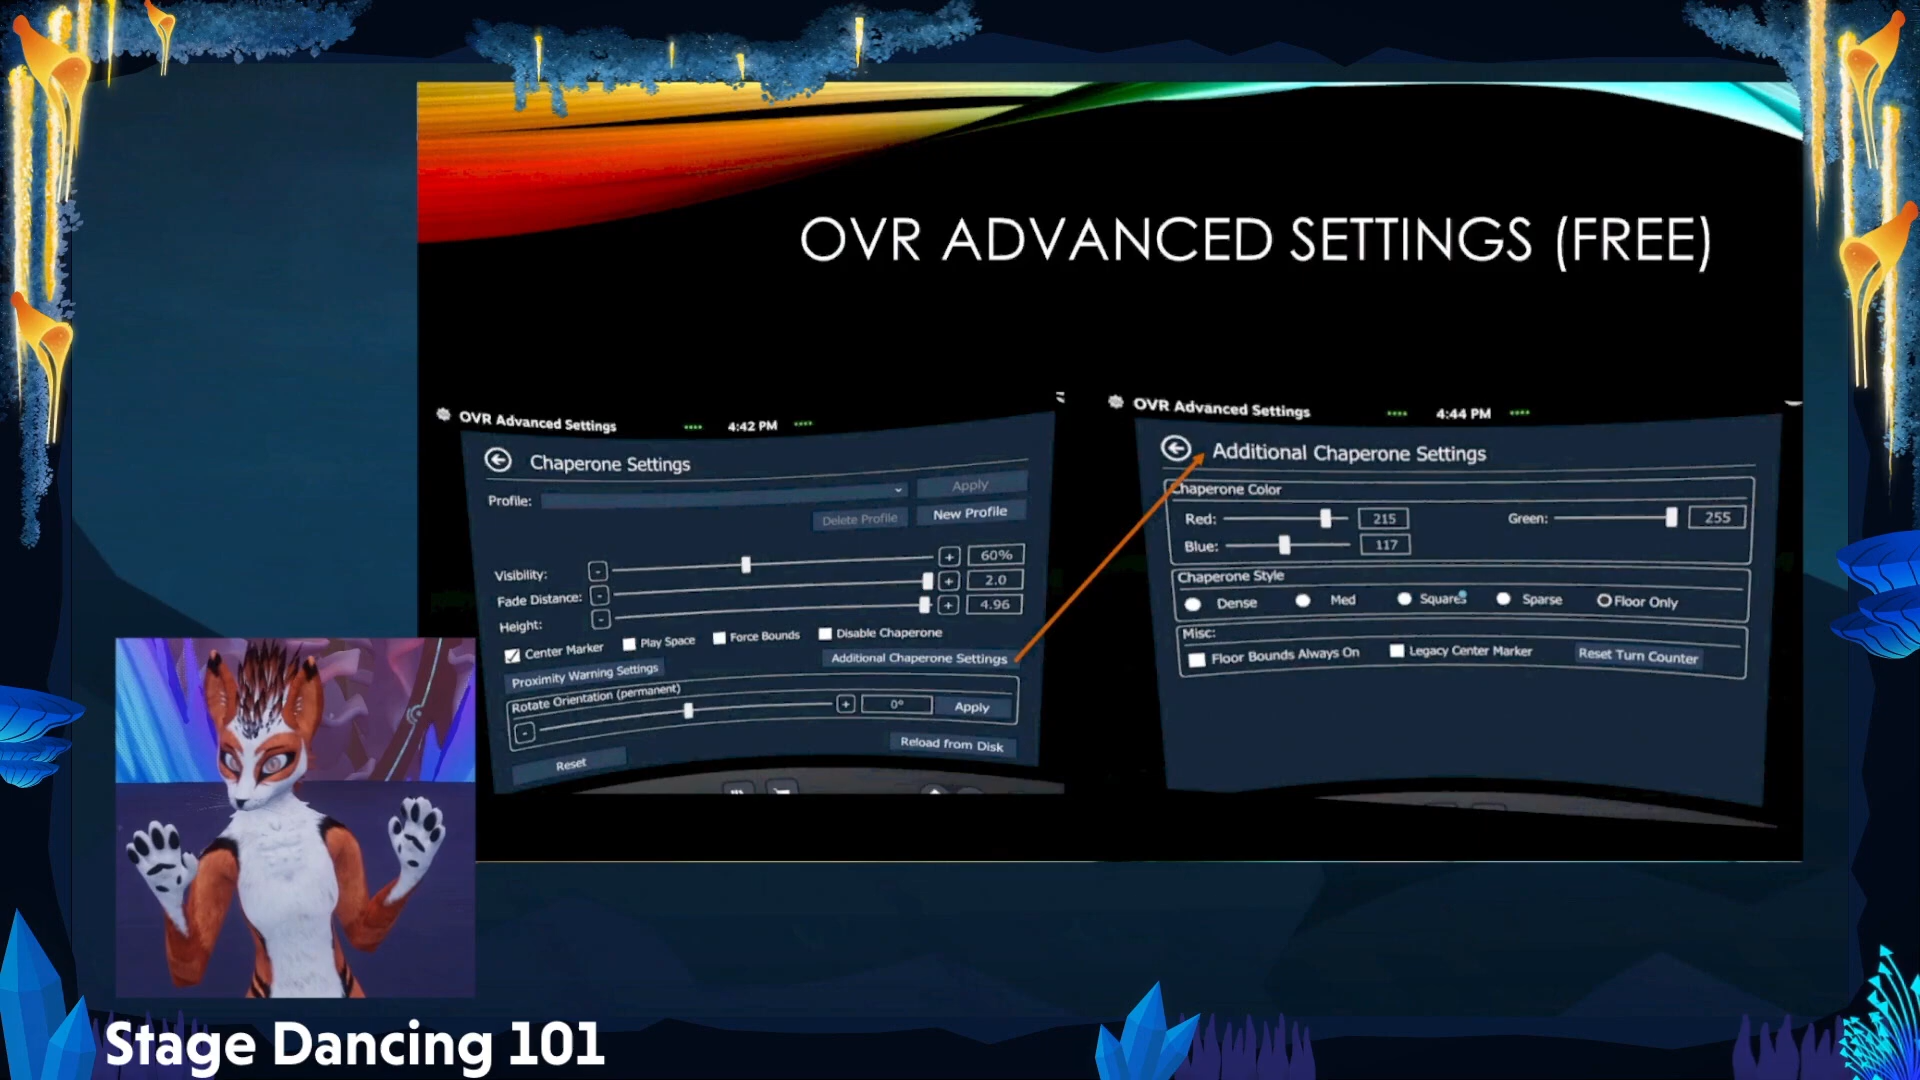 OVR ADVANCED SETTINGS (FREE)
OVR Advanced Settings 4:42 PM
Chaperone Settings
Profile: Apply
Delete Profile New Profile
Visibility: - + 60%
Fade Distance: - + 2.0
Height: - + 4.96
Center Marker Play Space Force Bounds Disable Chaperone
Proximity Warning Settings Additional Chaperone Settings
Rotate Orientation (permanent)
- + 0° Apply
Reset Reload from Disk
OVR Advanced Settings 4:44 PM
Additional Chaperone Settings
Chaperone Color
Red: 215 Green: 255
Blue: 117
Chaperone Style
Dense Med Squares Sparse Floor Only
Misc:
Floor Bounds Always On Legacy Center Marker Reset Turn Counter
Stage Dancing 101